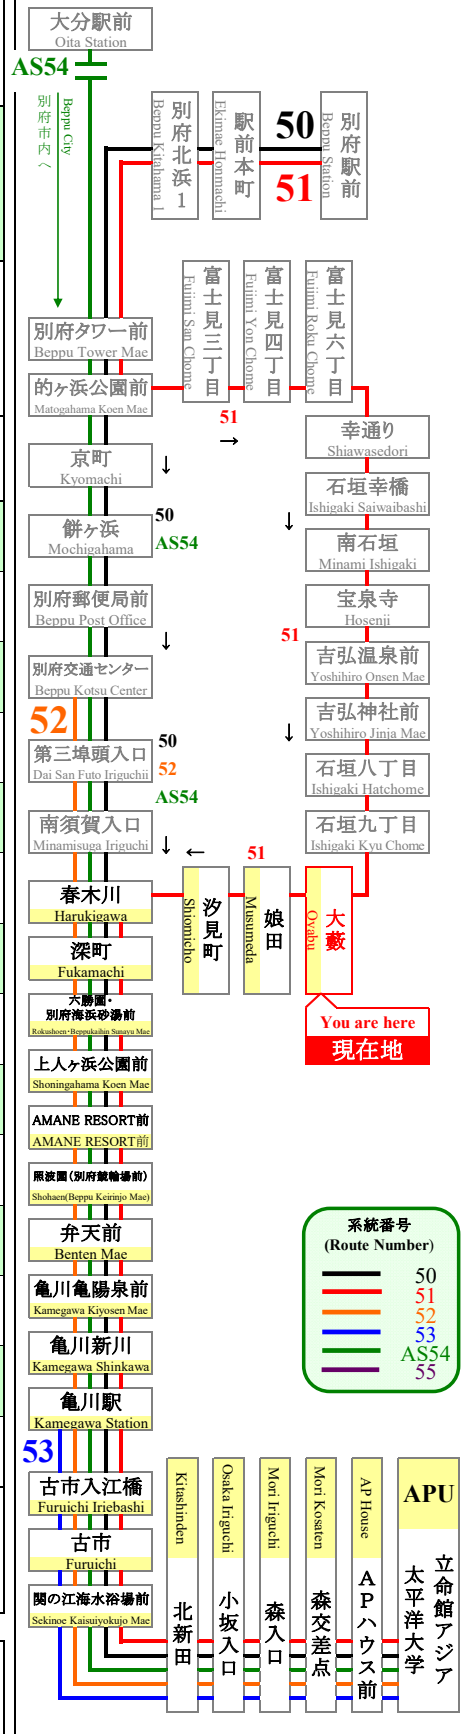 大分駅前
Oita Station
AS54
Beppu City
別府市内へ
別府北浜1
Beppu Kitahama 1
駅前本町
Ekimae Honmachi
50
51
別府駅前
Beppu Station
別府タワー前
Beppu Tower Mae
的ヶ浜公園前
Matogahama Koen Mae
富士見三丁目
Fujimi San Chome
富士見四丁目
Fujimi Yon Chome
富士見六丁目
Fujimi Roku Chome
51
→
幸通り
Shiawasedori
京町
Kyomachi
↓
石垣幸橋
Ishigaki Saiwaibashi
餅ヶ浜
Mochigahama
50
AS54
↓
南石垣
Minami Ishigaki
別府郵便局前
Beppu Post Office
↓
宝泉寺
Hosenji
51
別府交通センター
Beppu Kotsu Center
吉弘温泉前
Yoshihiro Onsen Mae
52
吉弘神社前
Yoshihiro Jinja Mae
↓
第三埠頭入口
Dai San Futo Iriguchii
50
52
AS54
石垣八丁目
Ishigaki Hatchome
南須賀入口
Minamisuga Iriguchi
↓
←
51
石垣九丁目
Ishigaki Kyu Chome
春木川
Harukigawa
汐見町
Shiomicho
娘田
Musumeda
大藪
Oyabu
深町
Fukamachi
六勝園・
別府海浜砂湯前
Rokushoen・Beppukaihin Sunayu Mae
You are here
現在地
上人ヶ浜公園前
Shoningahama Koen Mae
AMANE RESORT前
AMANE RESORT前
照波園(別府競輪場前)
Shohaen(Beppu Keirinjo Mae)
弁天前
Benten Mae
亀川亀陽泉前
Kamegawa Kiyosen Mae
亀川新川
Kamegawa Shinkawa
亀川駅
Kamegawa Station
系統番号
(Route Number)
50
51
52
53
AS54
55
53
古市入江橋
Furuichi Iriebashi
古市
Furuichi
関の江海水浴場前
Sekinoe Kaisuiyokujo Mae
Kitashinden
北新田
Osaka Iriguchi
小坂入口
Mori Iriguchi
森入口
Mori Kosaten
森交差点
AP House
APハウス前
APU
立命館アジア
太平洋大学